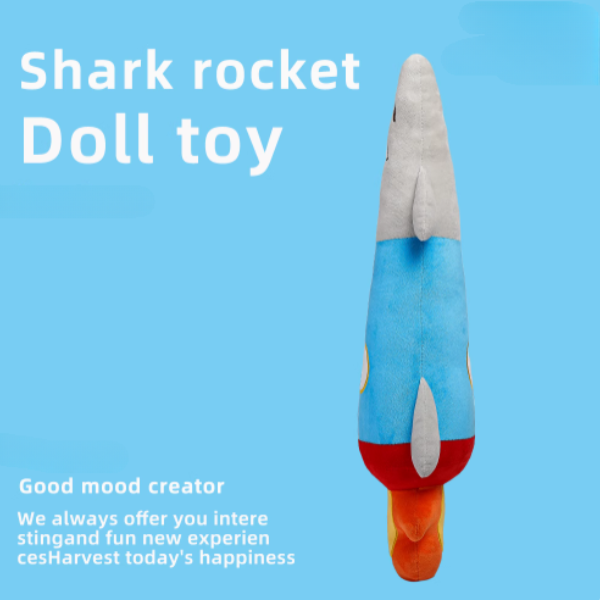 Shark rocket
Doll toy
Good mood creator
We always offer you intere
stingand fun new experien
cesHarvest today's happiness